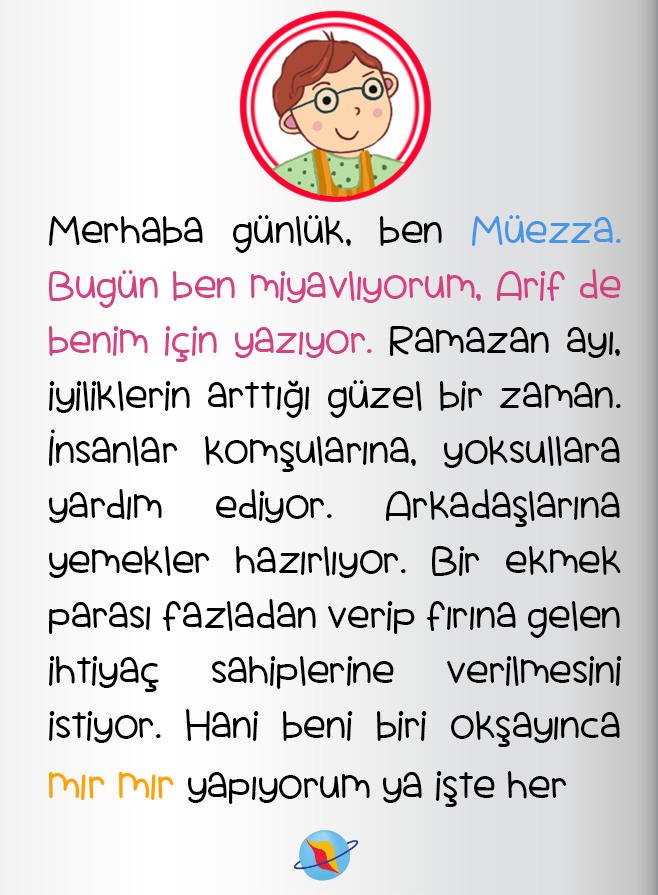 Merhaba günlük, ben Müezza.
Bugün ben miyavlıyorum, Arif de
benim için yazıyor. Ramazan ayı,
iyiliklerin arttığı güzel bir zaman.
İnsanlar komşularına, yoksullara
yardım ediyor. Arkadaşlarına
yemekler hazırlıyor. Bir ekmek
parası fazladan verip fırına gelen
ihtiyaç sahiplerine verilmesini
istiyor. Hani beni biri okşayınca
mır mır yapıyorum ya işte her